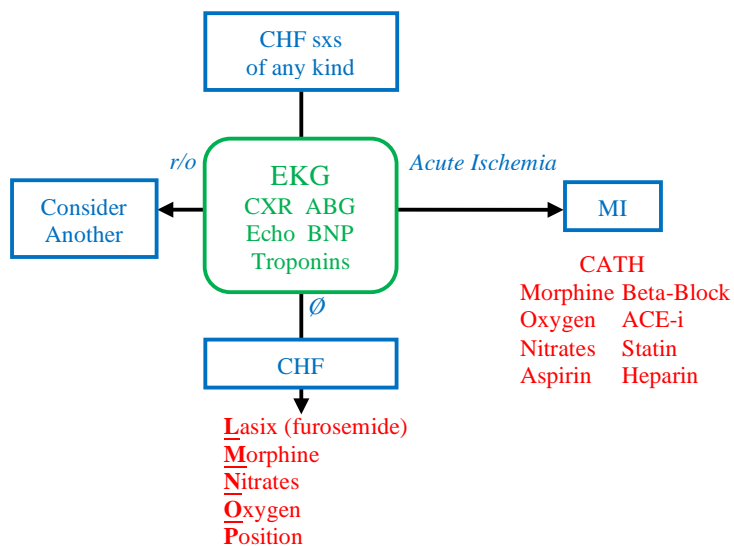 CHF sxs
of any kind
r/o
Acute Ischemia
EKG
CXR ABG
Echo BNP
Troponins
Consider
Another
MI
CATH
Morphine Beta-Block
Oxygen ACE-i
Nitrates Statin
Aspirin Heparin
Ø
CHF
Lasix (furosemide)
Morphine
Nitrates
Oxygen
Position